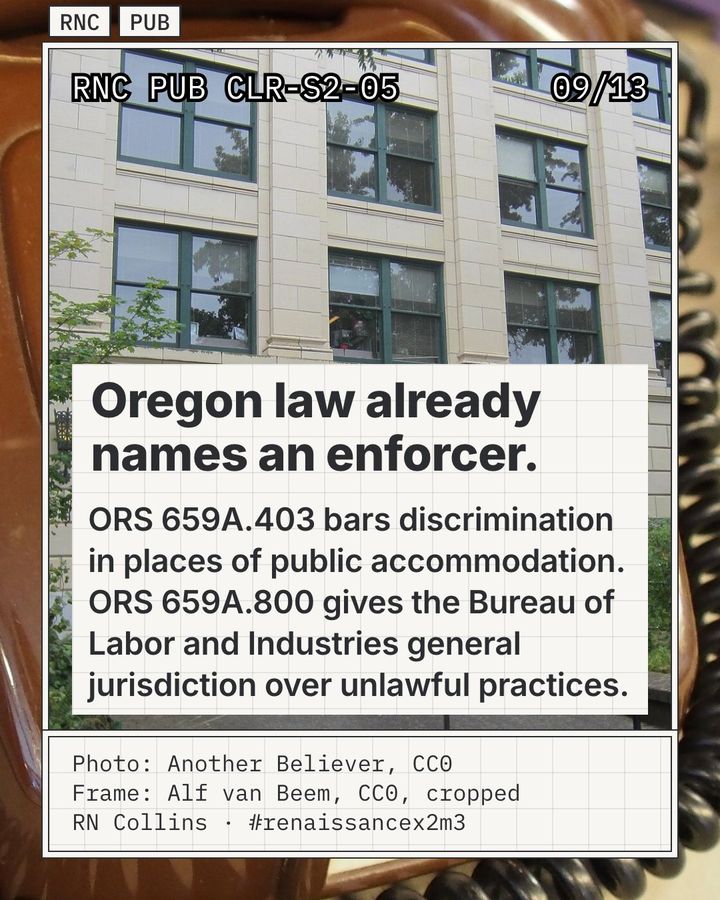 RNC PUB
RNC PUB CLR-S2-05 09/13
Oregon law already
names an enforcer.
ORS 659A.403 bars discrimination
in places of public accommodation.
ORS 659A.800 gives the Bureau of
Labor and Industries general
jurisdiction over unlawful practices.
Photo: Another Believer, CC0
Frame: Alf van Beem, CC0, cropped
RN Collins · #renaissancex2m3